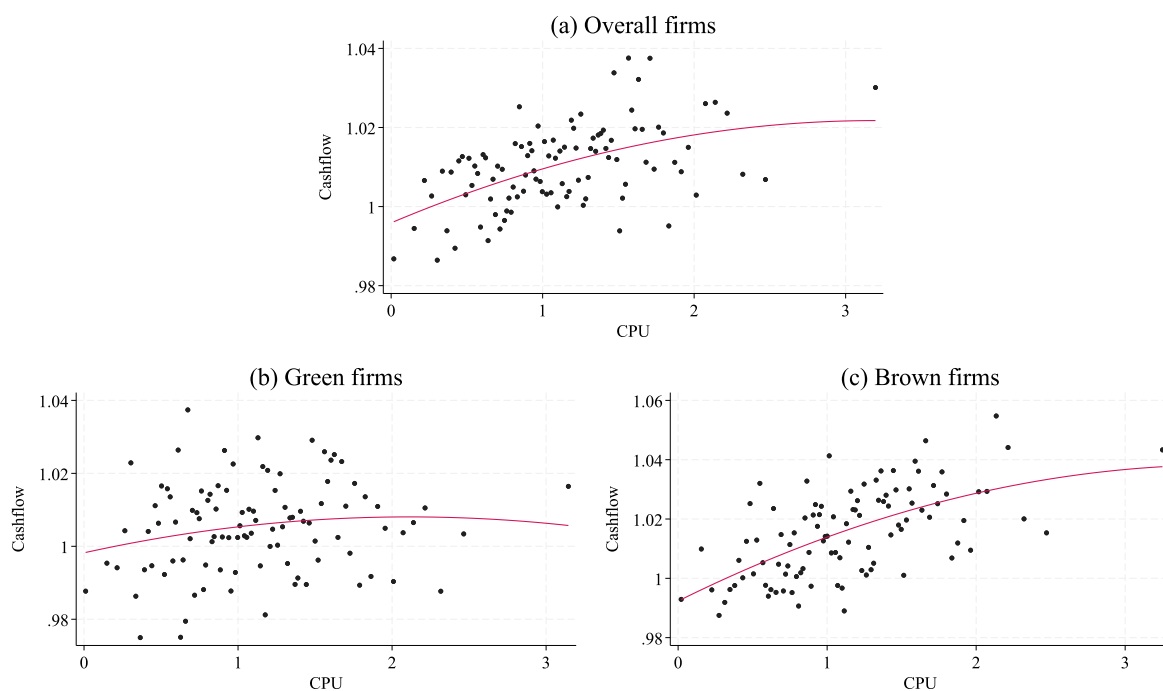 (a) Overall firms
1.04
1.02
1
.98
Cashflow
0 1 2 3
CPU
(b) Green firms
1.04
1.02
1
.98
Cashflow
0 1 2 3
CPU
(c) Brown firms
1.06
1.04
1.02
1
.98
Cashflow
0 1 2 3
CPU